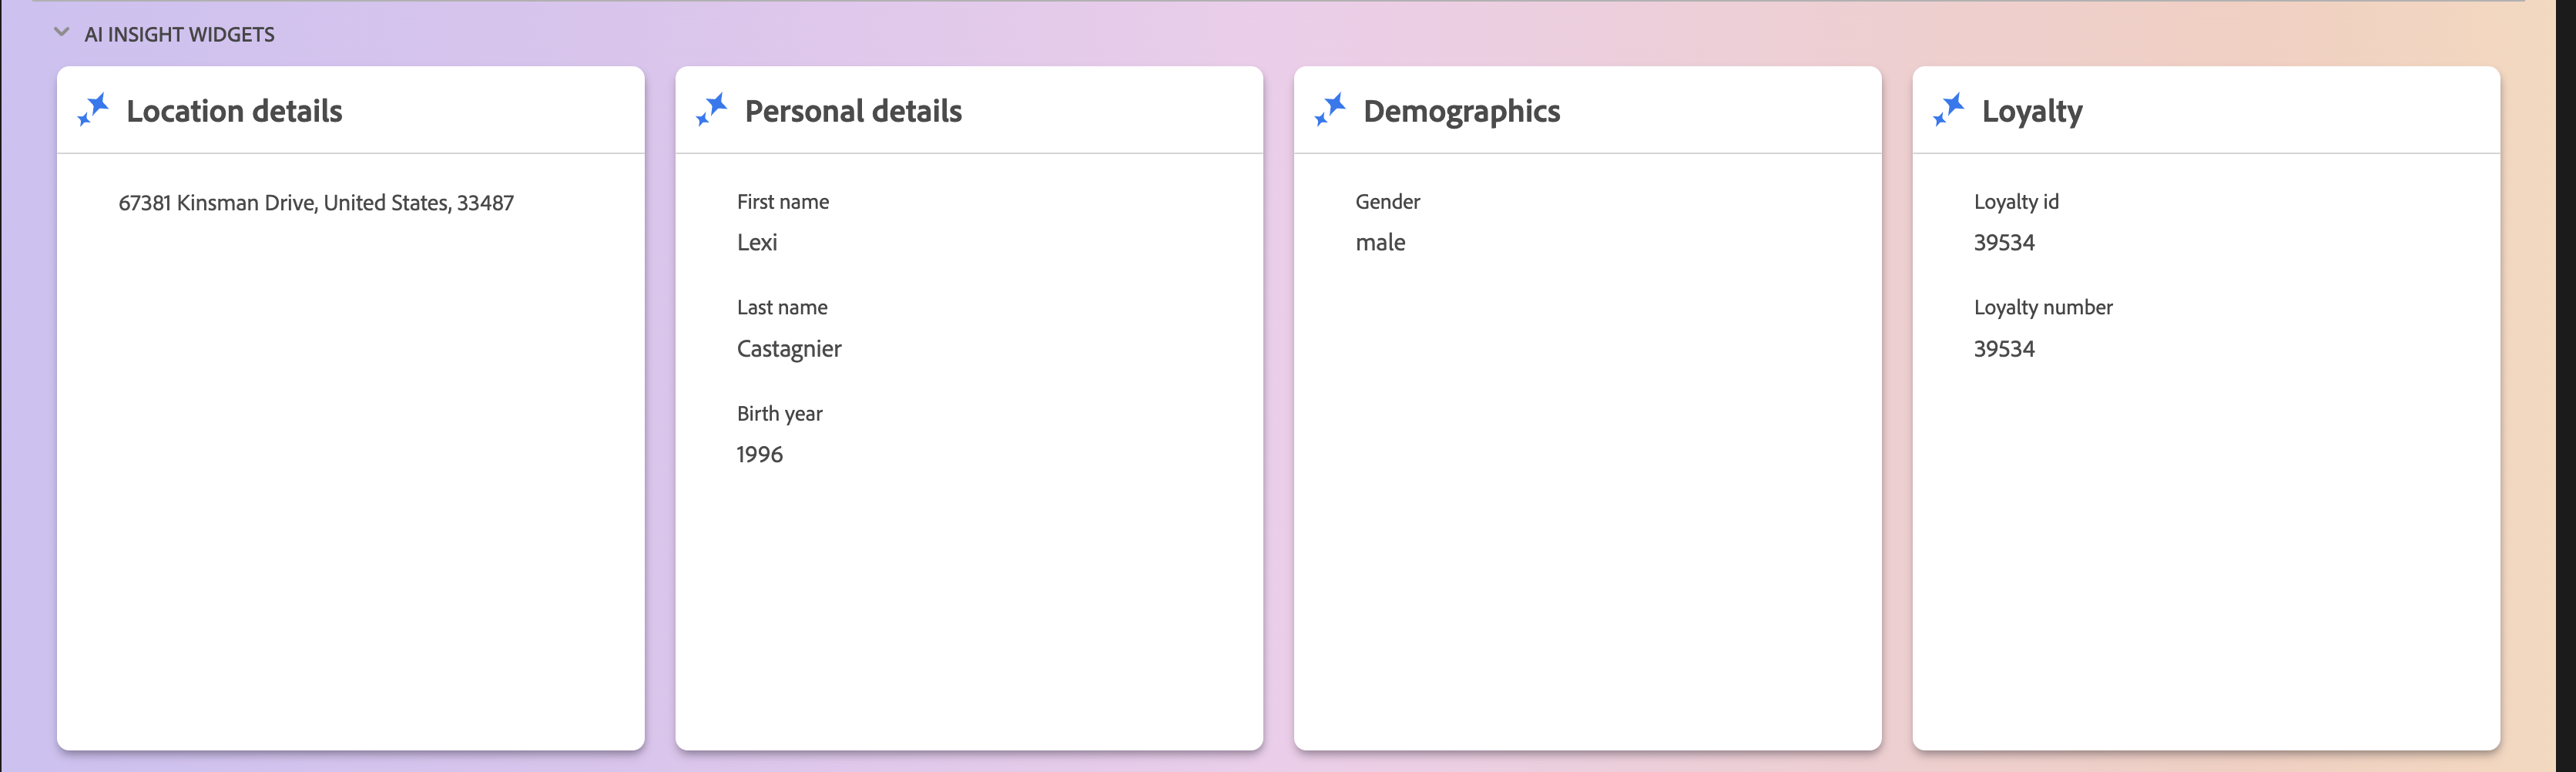 AI INSIGHT WIDGETS
Location details
67381 Kinsman Drive, United States, 33487
Personal details
First name
Lexi
Last name
Castagnier
Birth year
1996
Demographics
Gender
male
Loyalty
Loyalty id
39534
Loyalty number
39534